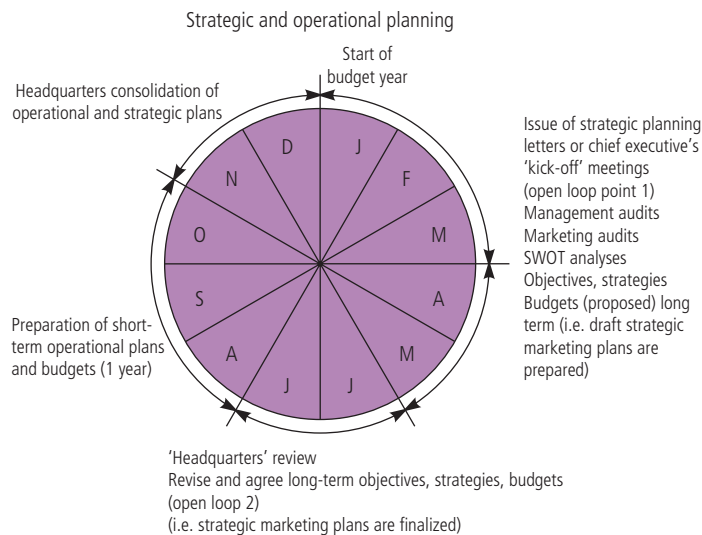 Strategic and operational planning
Start of
budget year
Headquarters consolidation of
operational and strategic plans
Issue of strategic planning
letters or chief executive's
'kick-off' meetings
(open loop point 1)
Management audits
Marketing audits
SWOT analyses
Objectives, strategies
Budgets (proposed) long
term (i.e. draft strategic
marketing plans are
prepared)
J
F
M
A
M
J
J
A
S
O
N
D
Preparation of short-
term operational plans
and budgets (1 year)
'Headquarters' review
Revise and agree long-term objectives, strategies, budgets
(open loop 2)
(i.e. strategic marketing plans are finalized)